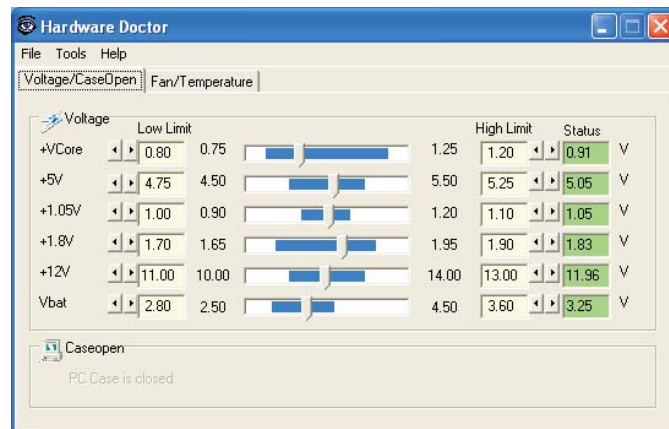 Hardware Doctor
File Tools Help
Voltage/CaseOpen Fan/Temperature
Voltage
Low Limit High Limit Status
+VCore 0.80 0.75 1.25 1.20 0.91 V
+5V 4.75 4.50 5.50 5.25 5.05 V
+1.05V 1.00 0.90 1.20 1.10 1.05 V
+1.8V 1.70 1.65 1.95 1.90 1.83 V
+12V 11.00 10.00 14.00 13.00 11.96 V
Vbat 2.80 2.50 4.50 3.60 3.25 V
Caseopen
PC Case is closed